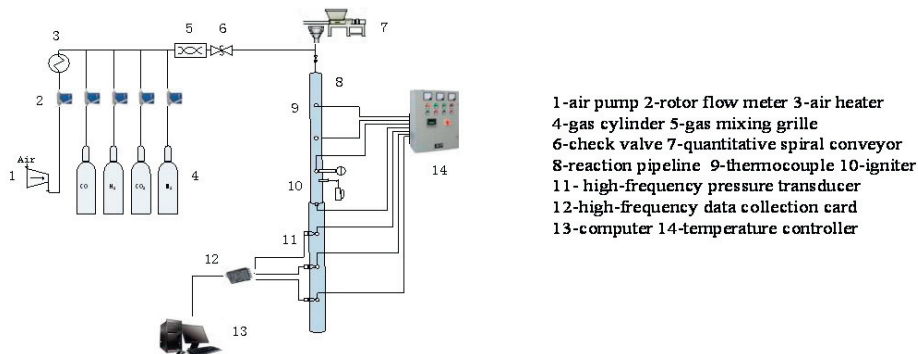 3
5
6
7
2
8
9
Air
1
CO
H₂
CO₂
N₂
4
10
14
11
12
13
1-air pump 2-rotor flow meter 3-air heater
4-gas cylinder 5-gas mixing grille
6-check valve 7-quantitative spiral conveyor
8-reaction pipeline 9-thermocouple 10-igniter
11- high-frequency pressure transducer
12-high-frequency data collection card
13-computer 14-temperature controller